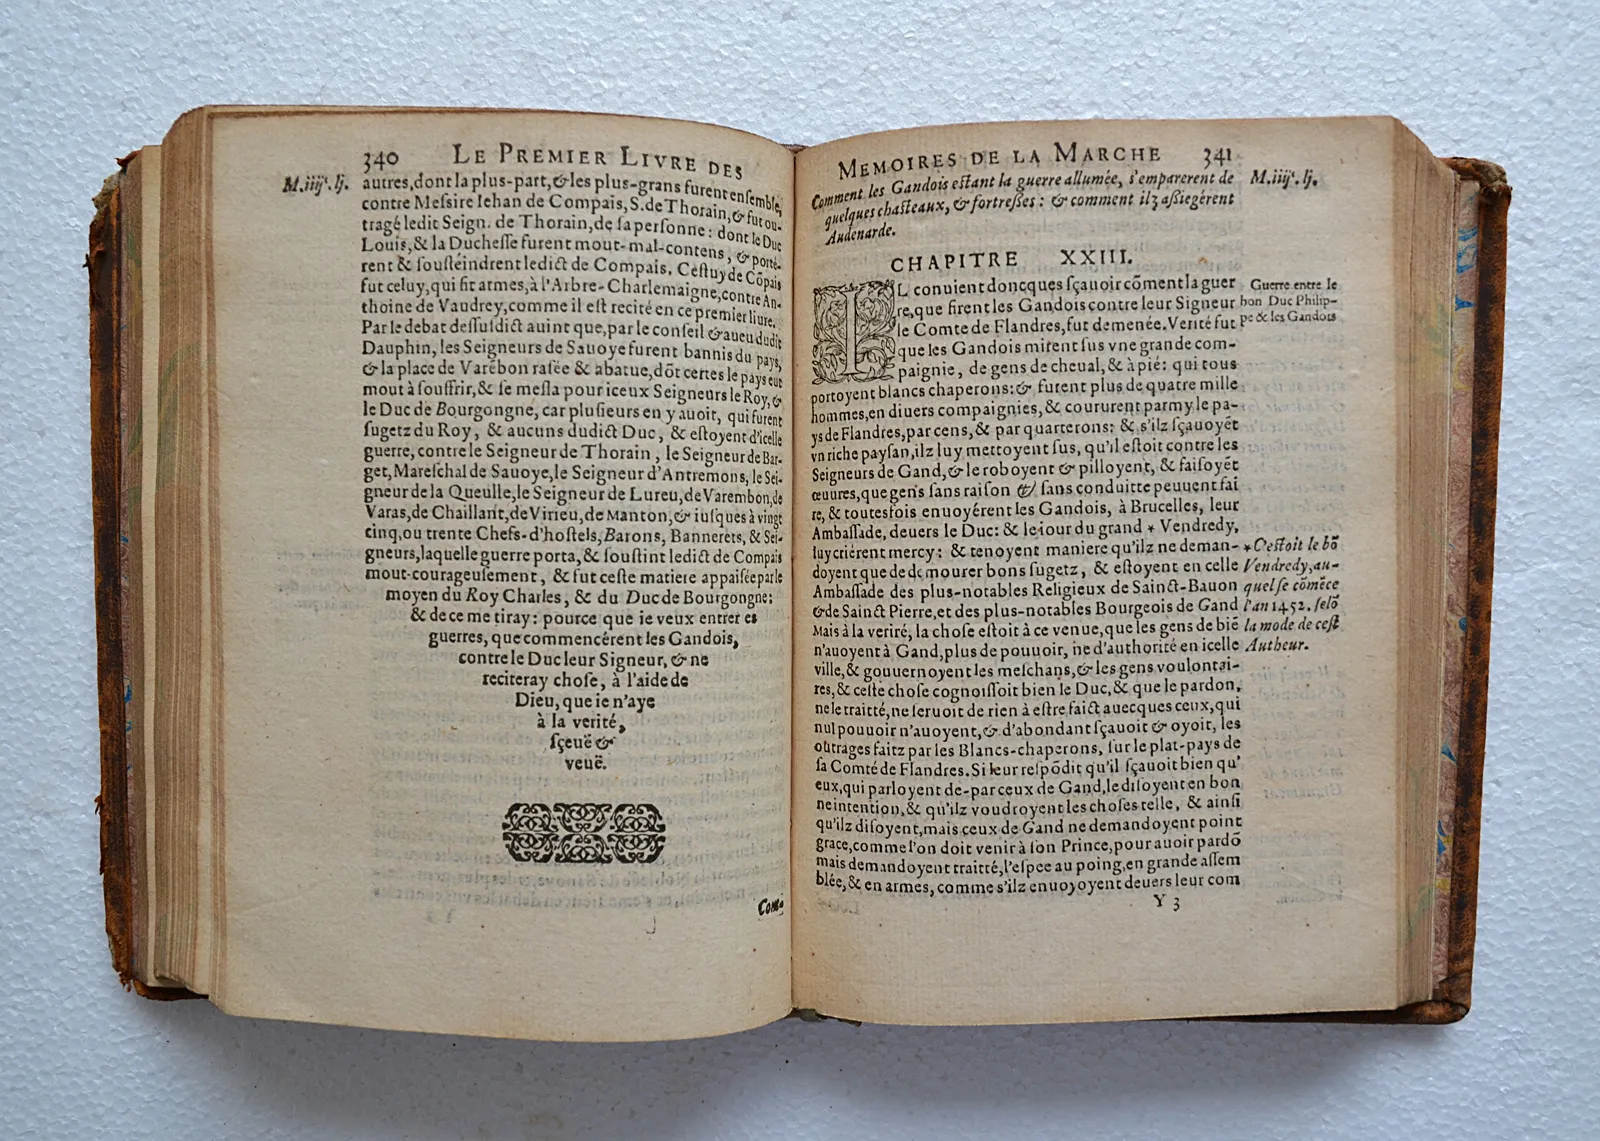 340 LE PREMIER LIVRE DES
M.iiijᶜ.lj.
autres,dont la plus-part,&les plus-grans furent ensemble,
contre Messire Iehan de Compais,S.de Thorain,& fut ou-
tragé ledit Seign. de Thorain,de sa personne: dont le Duc
Louis,& la Duchesse furent mout-mal-contens, & porté-
rent & soustéindrent ledict de Compais. Cestuy de Cōpais
fut celuy,qui fit armes,à l'Arbre-Charlemaigne,contre An-
thoine de Vaudrey,comme il est recité en ce premier liure.
Par le debat dessusdict auint que,par le conseil & aueu dudit
Dauphin, les Seigneurs de Sauoye furent bannis du pays,
& la place de Varēbon rasée & abatue,dōt certes le pays eut
mout à souffrir,& se mesla pour iceux Seigneurs le Roy,&
le Duc de Bourgongne, car plusieurs en y auoit, qui furent
sugetz du Roy, & aucuns dudict Duc, & estoyent d'icelle
guerre, contre le Seigneur de Thorain, le Seigneur de Bar-
get, Mareschal de Sauoye,le Seigneur d'Antremons, le Sei-
gneur de la Queulle,le Seigneur de Lureu,de Varembon,de
Varas,de Chaillant,de Virieu,de Manton,& iusques à vingt
cinq,ou trente Chefs-d'hostels,Barons, Bannerets, & Sei-
gneurs,laquelle guerre porta,& soustint ledict de Compais
mout-courageusement, & fut ceste matiere appaisée par le
moyen du Roy Charles, & du Duc de Bourgongne:
& de ce me tiray: pource que ie veux entrer es
guerres, que commencérent les Gandois,
contre le Duc leur Signeur, & ne
reciteray chose, à l'aide de
Dieu, que ie n'aye
à la verité,
sçeuë &
veuë.
Com-
MEMOIRES DE LA MARCHE 341
M.iiijᶜ.lj.
Comment les Gandois estant la guerre allumée, s'emparerent de
quelques chasteaux, & fortresses: & comment ilz assiegérent
Audenarde.
CHAPITRE XXIII.
IL conuient doncques sçauoir cōment la guer
re,que firent les Gandois contre leur Signeur
le Comte de Flandres,fut demenée.Verité fut
que les Gandois mirent sus vne grande com-
paignie, de gens de cheual, & à pié: qui tous
portoyent blancs chaperons:& furent plus de quatre mille
hommes,en diuers compaignies,& coururent parmy le pa-
ys de Flandres,par cens,& par quarterons: & s'ilz sçauoyēt
vn riche paysan,ilz luy mettoyent sus, qu'il estoit contre les
Seigneurs de Gand,& le roboyent & pilloyent, & faisoyēt
œuures,que gens sans raison & sans conduitte peuuent fai
re, & toutesfois enuoyérent les Gandois, à Brucelles, leur
Ambassade, deuers le Duc: & le iour du grand * Vendredy,
luy criérent mercy: & tenoyent maniere qu'ilz ne deman-
doyent que de de mourer bons sugetz, & estoyent en celle
Ambassade des plus-notables Religieux de Sainct-Bauon
& de Sainct Pierre,et des plus-notables Bourgeois de Gand
Mais à la veriré, la chose estoit à ce venue,que les gens de biē
n'auoyent à Gand,plus de pouuoir, ne d'authorité en icelle
ville,& gouuernoyent les meschans,& les gens voulontai-
res,& ceste chose cognoissoit bien le Duc,& que le pardon,
ne le traitté,ne seruoit de rien à estre faict auecques ceux,qui
nul pouuoir n'auoyent,& d'abondant sçauoit & oyoit, les
outrages faitz par les Blancs-chaperons, sur le plat-pays de
sa Comté de Flandres.Si leur respōdit qu'il sçauoit bien qu'
eux,qui parloyent de-par ceux de Gand,le disoyent en bon
ne intention,& qu'ilz voudroyent les choses telle, & ainsi
qu'ilz disoyent,mais ceux de Gand ne demandoyent point
grace,comme l'on doit venir à son Prince,pour auoir pardō
mais demandoyent traitté,l'espee au poing,en grande assem
blée,& en armes, comme s'ilz enuoyoyent deuers leur com
Y 3
Guerre entre le
bon Duc Philip-
pe & les Gandois
*C'estoit le bō
Vendredy,au-
quel se cōmēce
l'an 1452. selō
la mode de cest
Autheur.